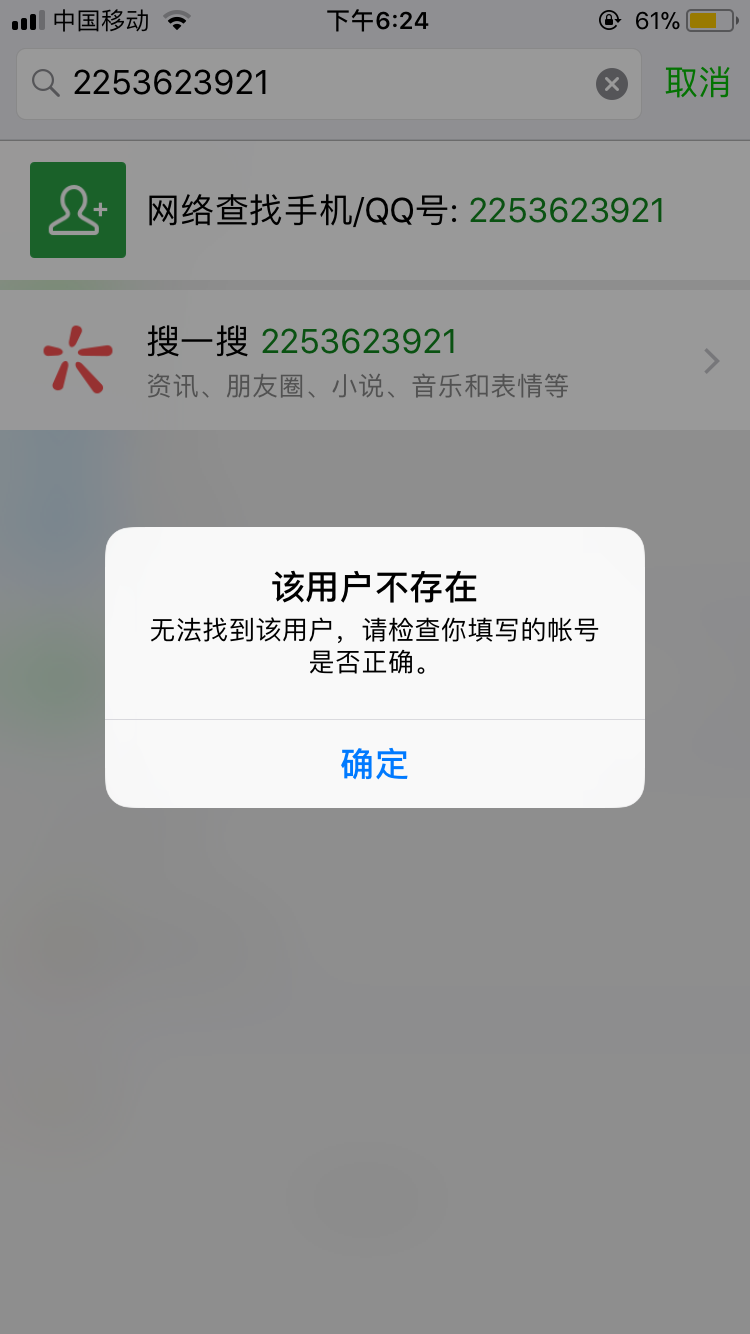 中国移动 下午6:24 61%
2253623921 取消
网络查找手机/QQ号: 2253623921
搜一搜 2253623921
资讯、朋友圈、小说、音乐和表情等
该用户不存在
无法找到该用户，请检查你填写的帐号
是否正确。
确定